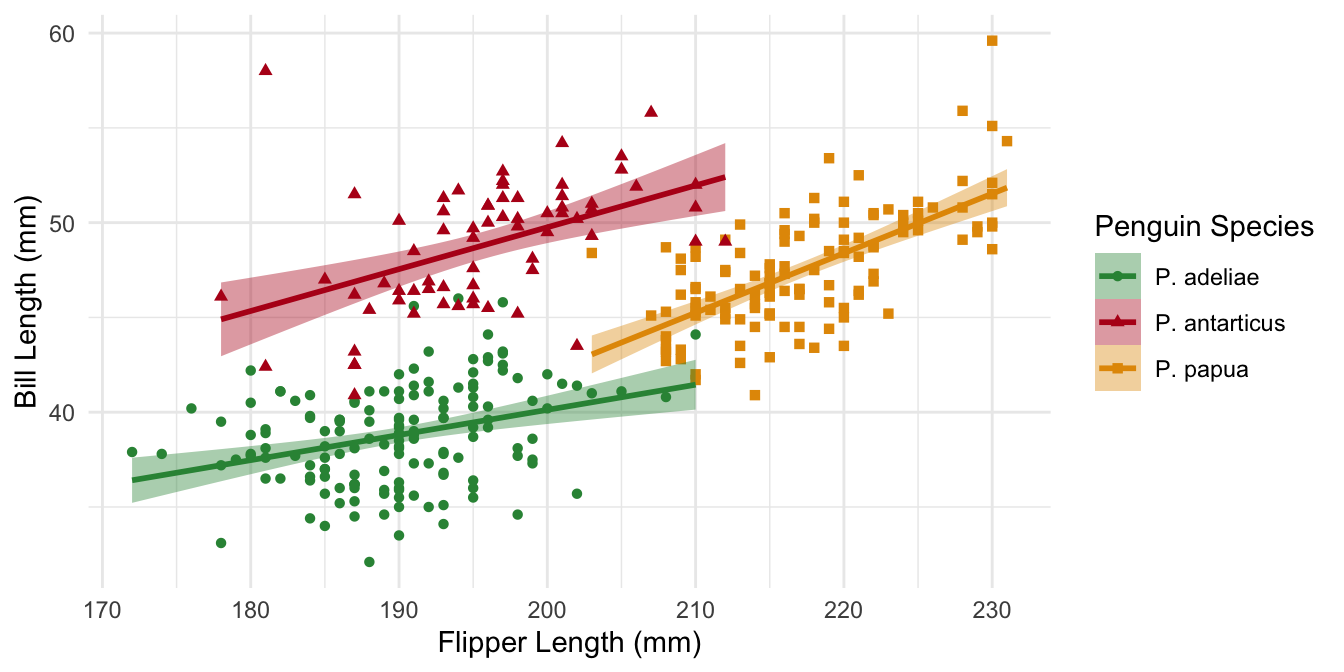 60
50
40
170 180 190 200 210 220 230
Flipper Length (mm)
Bill Length (mm)
Penguin Species
P. adeliae
P. antarticus
P. papua